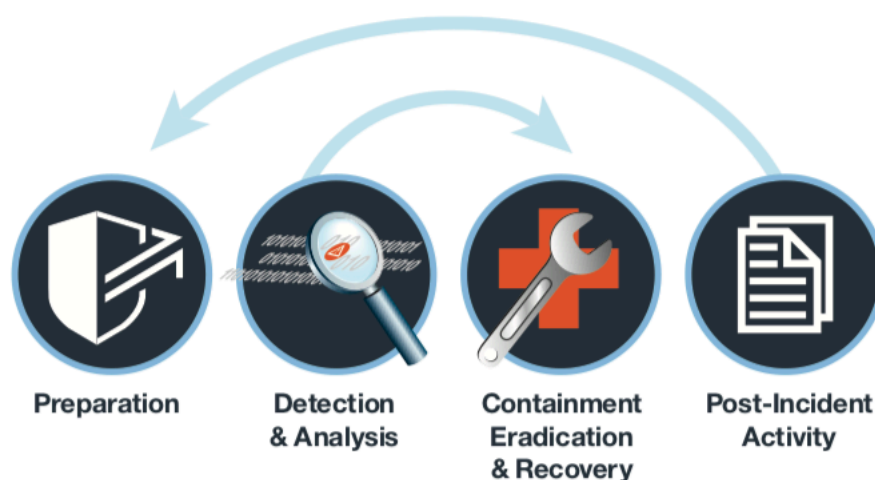 Preparation
Detection
& Analysis
Containment
Eradication
& Recovery
Post-Incident
Activity